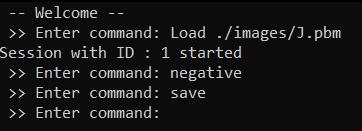 -- Welcome --
>> Enter command: Load ./images/J.pbm
Session with ID : 1 started
>> Enter command: negative
>> Enter command: save
>> Enter command: